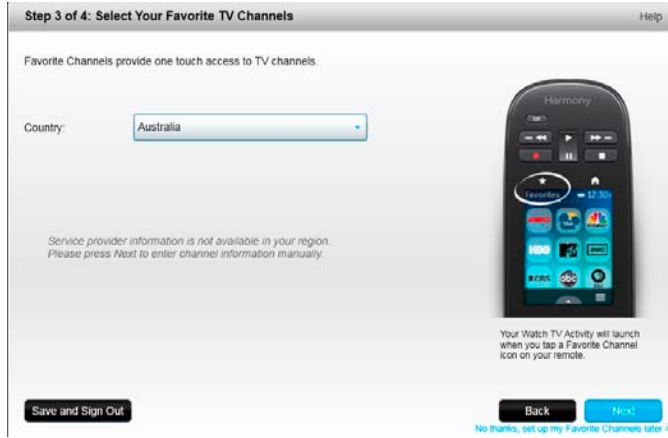 Step 3 of 4: Select Your Favorite TV Channels
Help
Favorite Channels provide one touch access to TV channels.
Country:
Australia
Service provider information is not available in your region.
Please press Next to enter channel information manually.
Harmony
Favorites
12:30
HBO
CBS
abc
Your Watch TV Activity will launch
when you tap a Favorite Channel
icon on your remote.
Save and Sign Out
Back
Next
No thanks, set up my Favorite Channels later